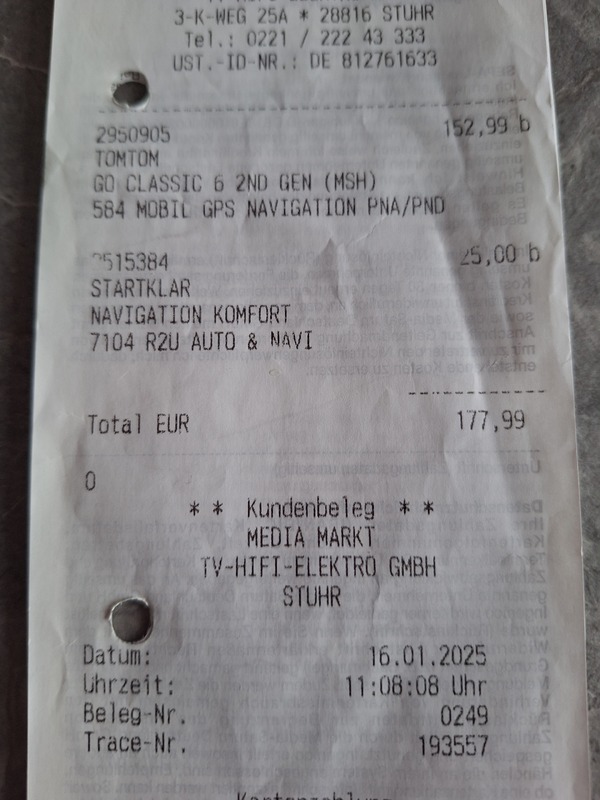 3-K-WEG 25A * 28816 STUHR
Tel.: 0221 / 222 43 333
UST.-ID-NR.: DE 812761633
2950905 152,99 b
TOMTOM
GO CLASSIC 6 2ND GEN (MSH)
584 MOBIL GPS NAVIGATION PNA/PND
2515384 25,00 b
STARTKLAR
NAVIGATION KOMFORT
7104 R2U AUTO & NAVI
Total EUR 177,99
0
* * Kundenbeleg * *
MEDIA MARKT
TV-HIFI-ELEKTRO GMBH
STUHR
Datum: 16.01.2025
Uhrzeit: 11:08:08 Uhr
Beleg-Nr. 0249
Trace-Nr. 193557